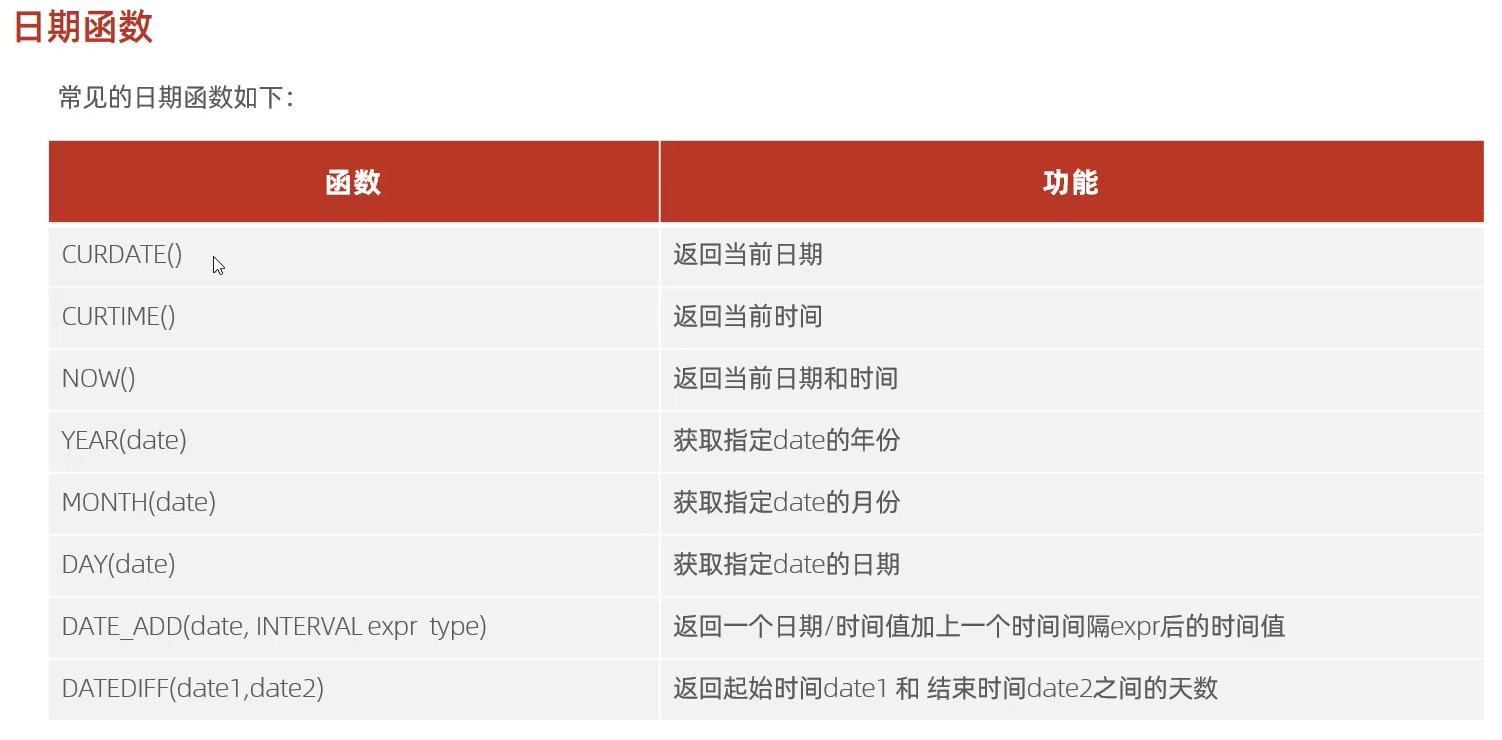 日期函数
常见的日期函数如下：
函数 功能
CURDATE() 返回当前日期
CURTIME() 返回当前时间
NOW() 返回当前日期和时间
YEAR(date) 获取指定date的年份
MONTH(date) 获取指定date的月份
DAY(date) 获取指定date的日期
DATE_ADD(date, INTERVAL expr type) 返回一个日期/时间值加上一个时间间隔expr后的时间值
DATEDIFF(date1,date2) 返回起始时间date1 和 结束时间date2之间的天数